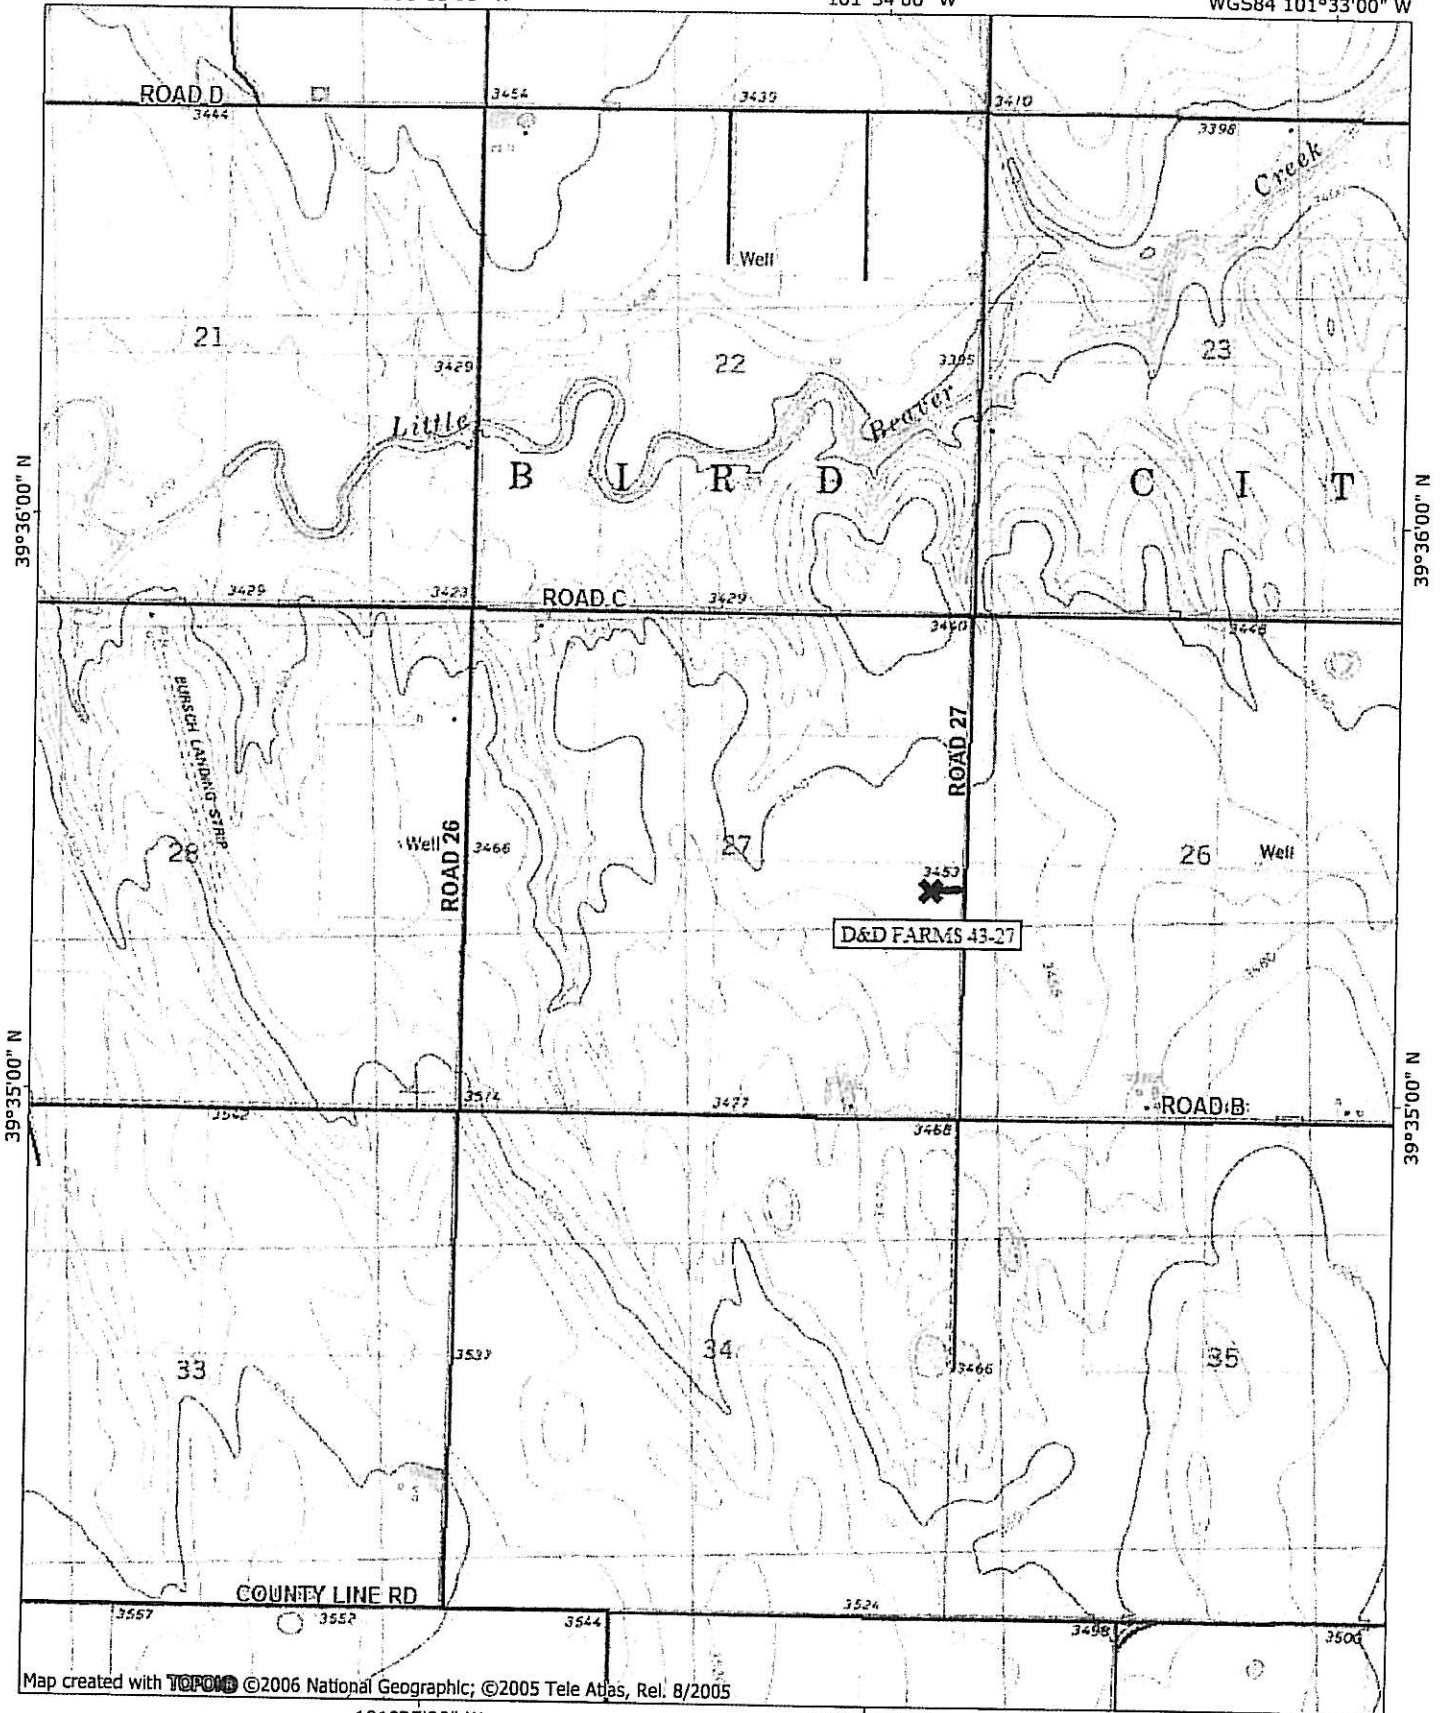 101°34'00" W
WGS84 101°33'00" W
ROAD D
3444
3454
3439
3410
3398
Creek
Well
21
3429
22
3395
23
Little
Beaver
B I R D C I T
39°36'00" N
39°36'00" N
3429
3423
ROAD C
3429
3440
3446
BURSCH LANDING STRIP
ROAD 27
28
Well
ROAD 26
3466
27
3453
26
Well
D&D FARMS 43-27
3460
39°35'00" N
39°35'00" N
3514
3477
ROAD B
3542
3468
33
3537
34
3466
35
COUNTY LINE RD
3557
3552
3544
3524
3498
3500
Map created with TOPO!® ©2006 National Geographic; ©2005 Tele Atlas, Rel. 8/2005